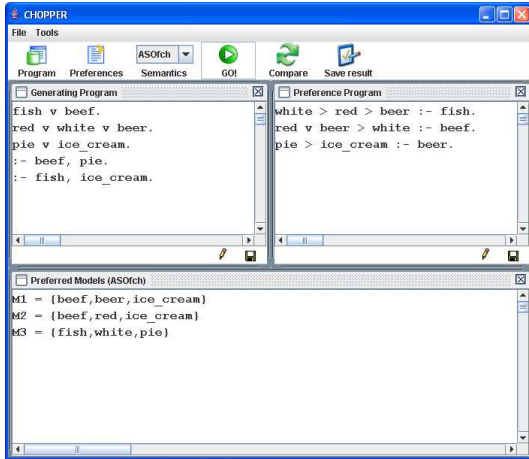 CHOPPER
File Tools
ASOfch
Program Preferences Semantics GO! Compare Save result
Generating Program
fish v beef.
red v white v beer.
pie v ice_cream.
:- beef, pie.
:- fish, ice_cream.
Preference Program
white > red > beer :- fish.
red v beer > white :- beef.
pie > ice_cream :- beer.
Preferred Models (ASOfch)
M1 = {beef,beer,ice_cream}
M2 = {beef,red,ice_cream}
M3 = {fish,white,pie}